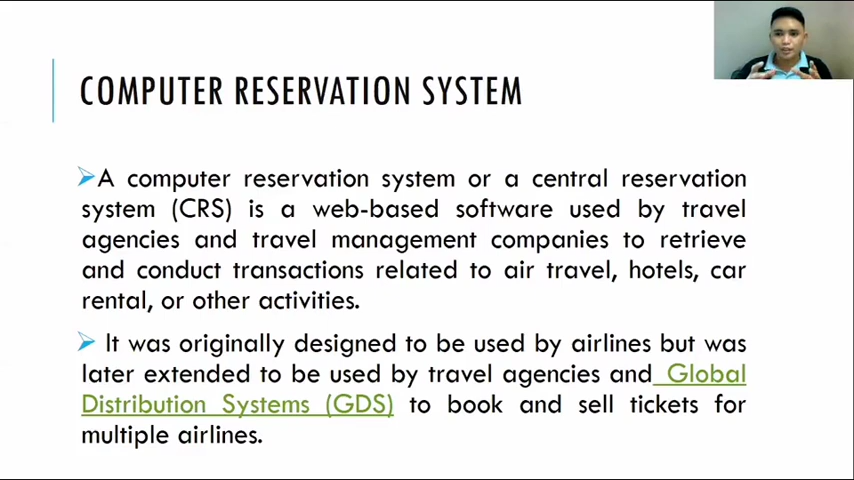 COMPUTER RESERVATION SYSTEM
A computer reservation system or a central reservation
system (CRS) is a web-based software used by travel
agencies and travel management companies to retrieve
and conduct transactions related to air travel, hotels, car
rental, or other activities.
It was originally designed to be used by airlines but was
later extended to be used by travel agencies and Global
Distribution Systems (GDS) to book and sell tickets for
multiple airlines.